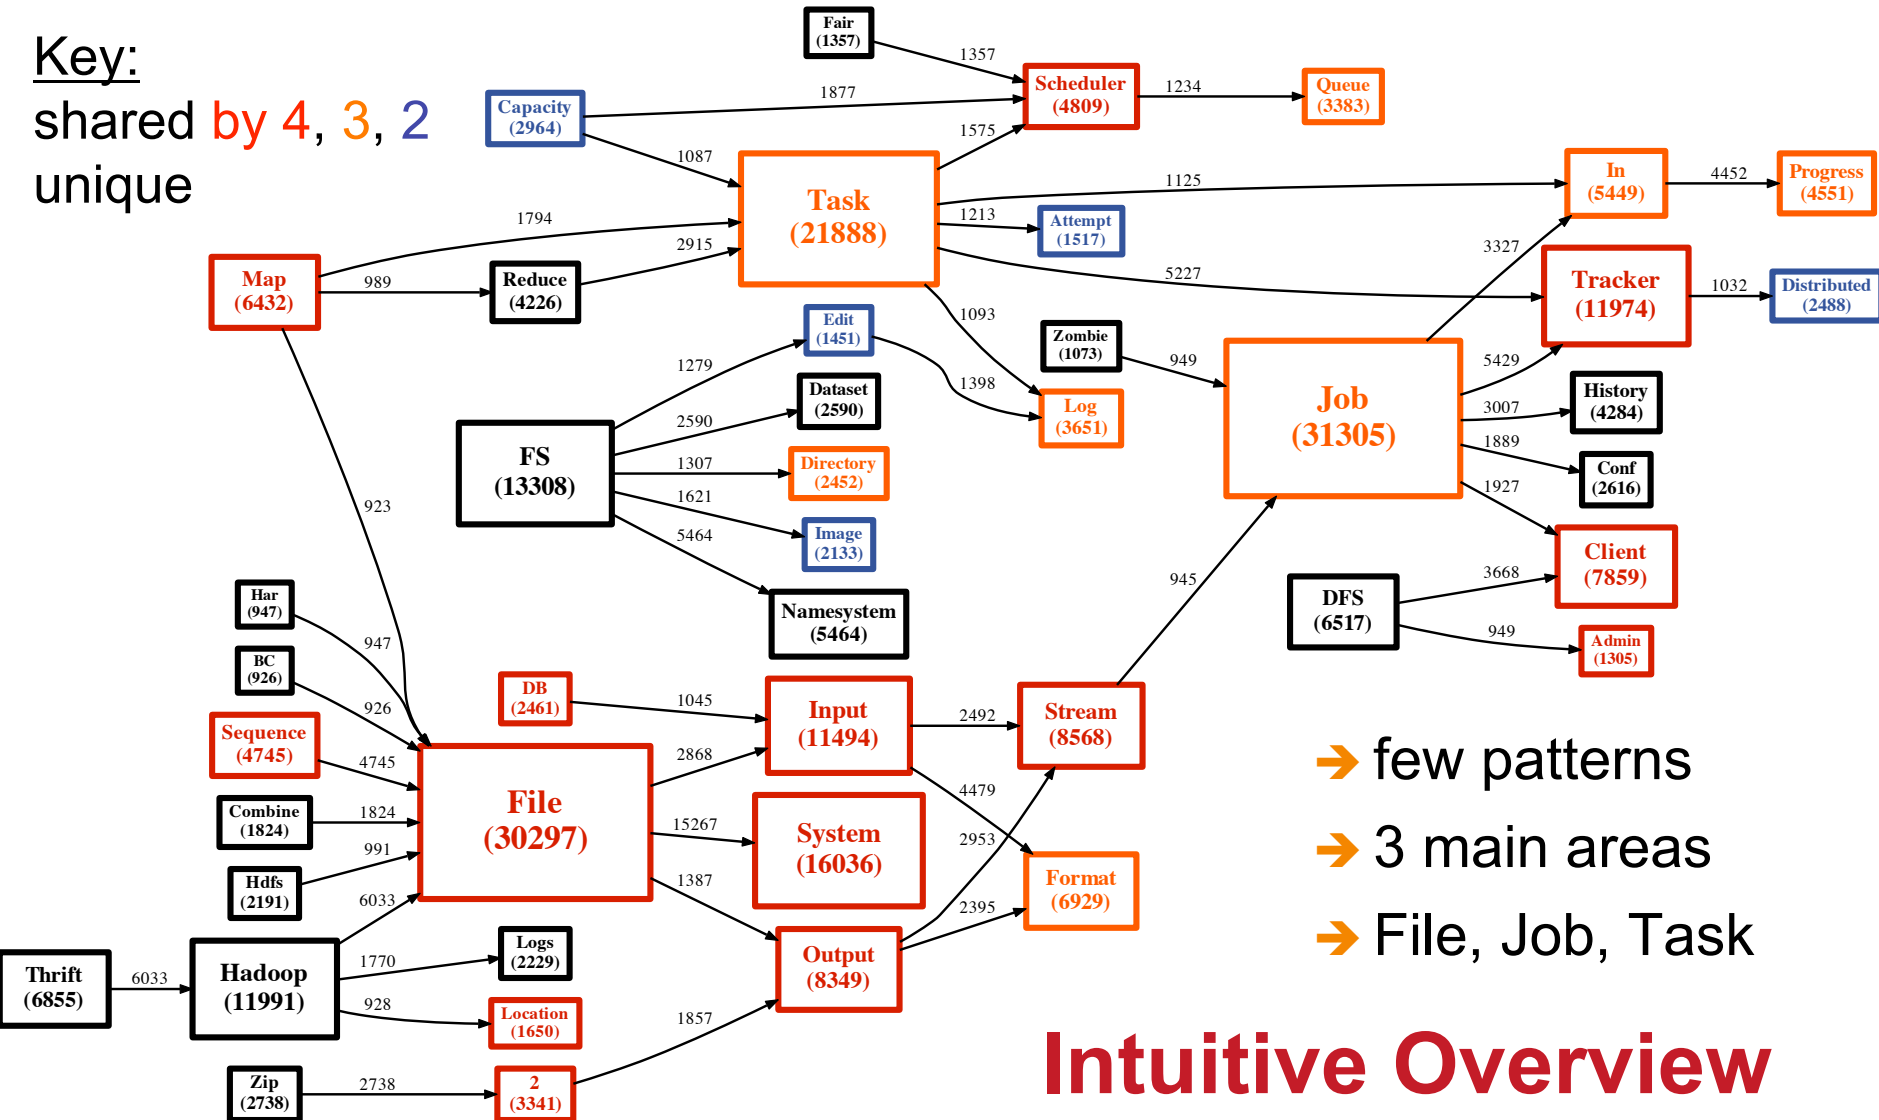 Key:
shared by 4, 3, 2
unique
Fair
(1357)
1357
Scheduler
(4809)
1234
Queue
(3383)
Capacity
(2964)
1877
1087
1575
Task
(21888)
1125
In
(5449)
4452
Progress
(4551)
1213
Attempt
(1517)
1794
2915
Map
(6432)
989
Reduce
(4226)
5227
3327
Tracker
(11974)
1032
Distributed
(2488)
1093
Edit
(1451)
1279
1398
Zombie
(1073)
949
Job
(31305)
5429
History
(4284)
3007
1889
Conf
(2616)
1927
Dataset
(2590)
2590
Log
(3651)
FS
(13308)
1307
Directory
(2452)
1621
Image
(2133)
5464
Namesystem
(5464)
923
945
Client
(7859)
DFS
(6517)
3668
949
Admin
(1305)
Har
(947)
947
BC
(926)
926
Sequence
(4745)
4745
Combine
(1824)
1824
Hdfs
(2191)
991
6033
File
(30297)
DB
(2461)
1045
2868
Input
(11494)
2492
Stream
(8568)
4479
15267
System
(16036)
2953
1387
Format
(6929)
2395
Output
(8349)
Thrift
(6855)
6033
Hadoop
(11991)
1770
Logs
(2229)
928
Location
(1650)
1857
Zip
(2738)
2738
2
(3341)
➔ few patterns
➔ 3 main areas
➔ File, Job, Task
Intuitive Overview